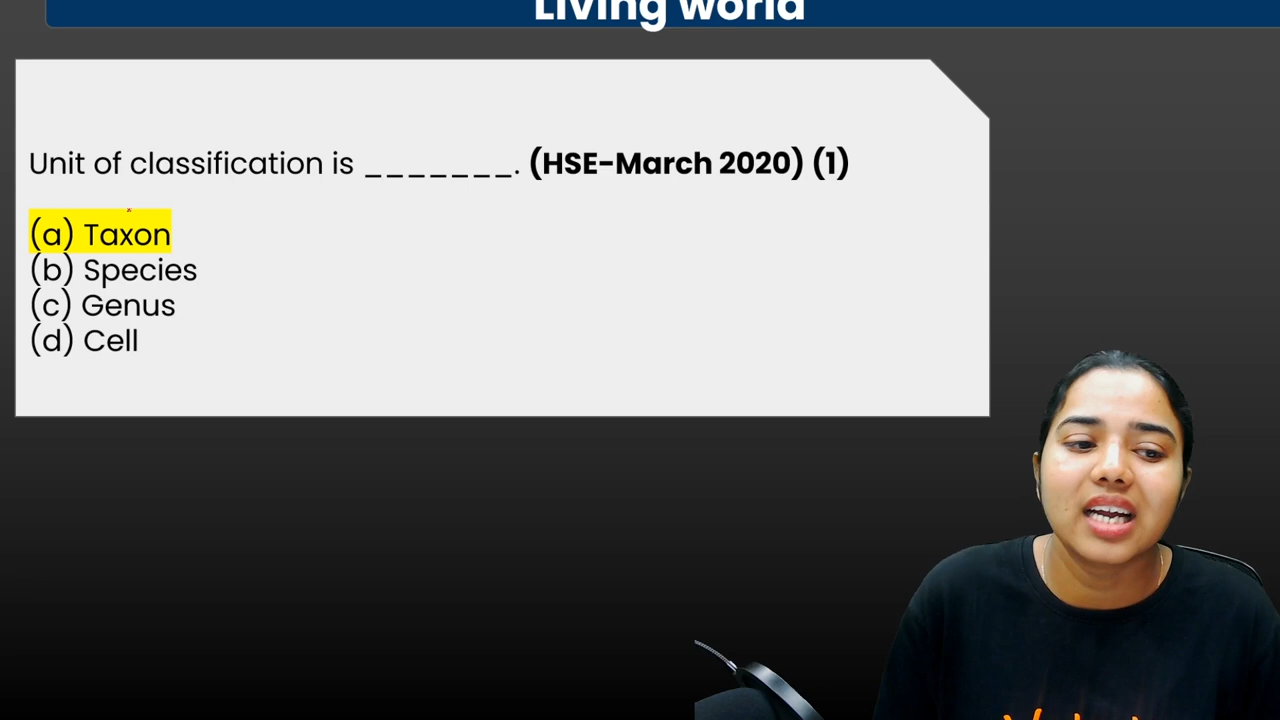 Living world
Unit of classification is _______. (HSE-March 2020) (1)
(a) Taxon
(b) Species
(c) Genus
(d) Cell